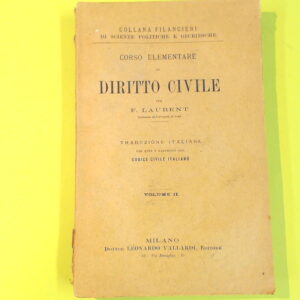 COLLANA FILANGIERI
DI SCIENZE POLITICHE E GIURIDICHE
CORSO ELEMENTARE
DI
DIRITTO CIVILE
PER
F. LAURENT
TRADUZIONE ITALIANA
CODICE CIVILE ITALIANO
VOLUME II.
MILANO
DOTTOR LEONARDO VALLARDI, EDITORE